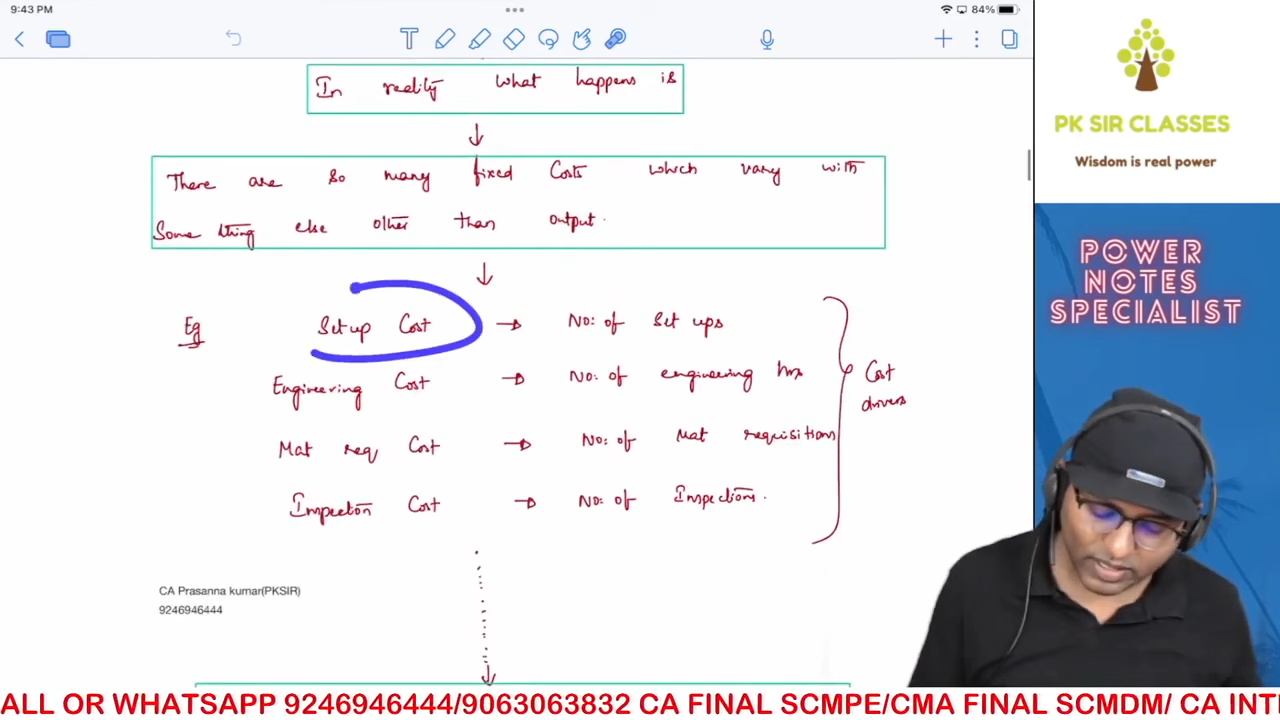 9:43 PM
84%
In reality what happens is
There are so many fixed Costs which vary with
Some thing else other than output.
Eg
Set up Cost → No: of Set ups
Engineering Cost → No: of engineering hrs
Mat req Cost → No: of Mat requisitions
Inspection Cost → No: of Inspections.
Cost
drivers
CA Prasanna kumar(PKSIR)
9246946444
PK SIR CLASSES
Wisdom is real power
POWER
NOTES
SPECIALIST
ALL OR WHATSAPP 9246946444/9063063832 CA FINAL SCMPE/CMA FINAL SCMDM/ CA INT